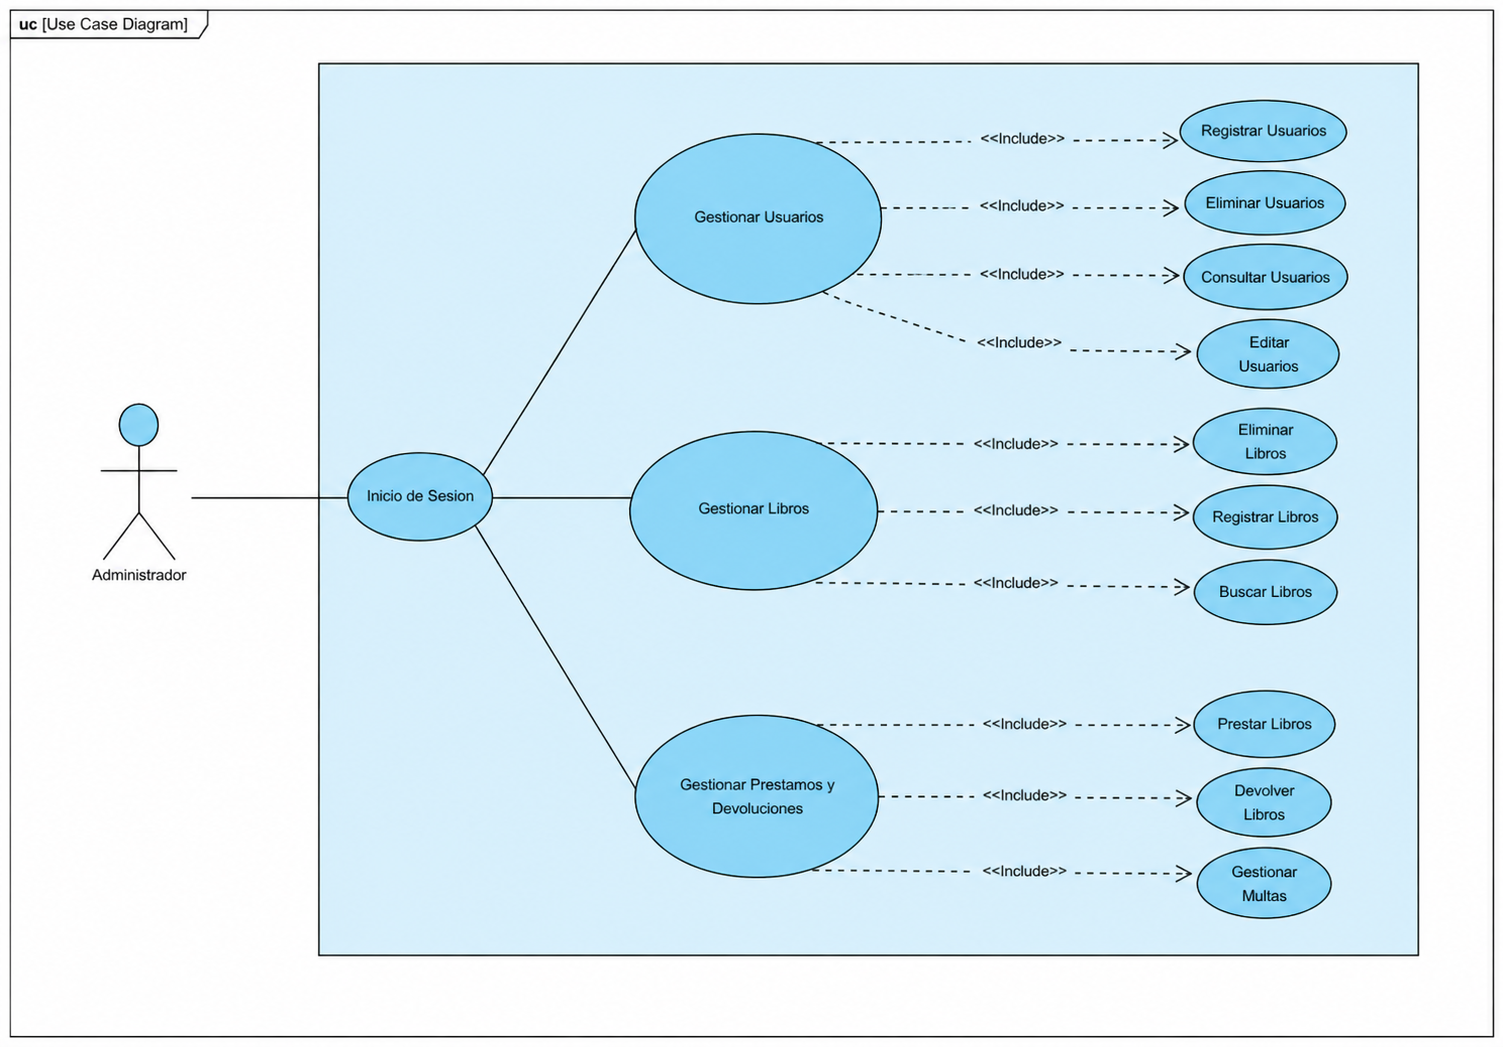 uc [Use Case Diagram]
<<Include>>
Registrar Usuarios
Gestionar Usuarios
<<Include>>
Eliminar Usuarios
<<Include>>
Consultar Usuarios
<<Include>>
Editar
Usuarios
Administrador
Inicio de Sesion
Gestionar Libros
<<Include>>
Eliminar
Libros
<<Include>>
Registrar Libros
<<Include>>
Buscar Libros
Gestionar Prestamos y
Devoluciones
<<Include>>
Prestar Libros
<<Include>>
Devolver
Libros
<<Include>>
Gestionar
Multas